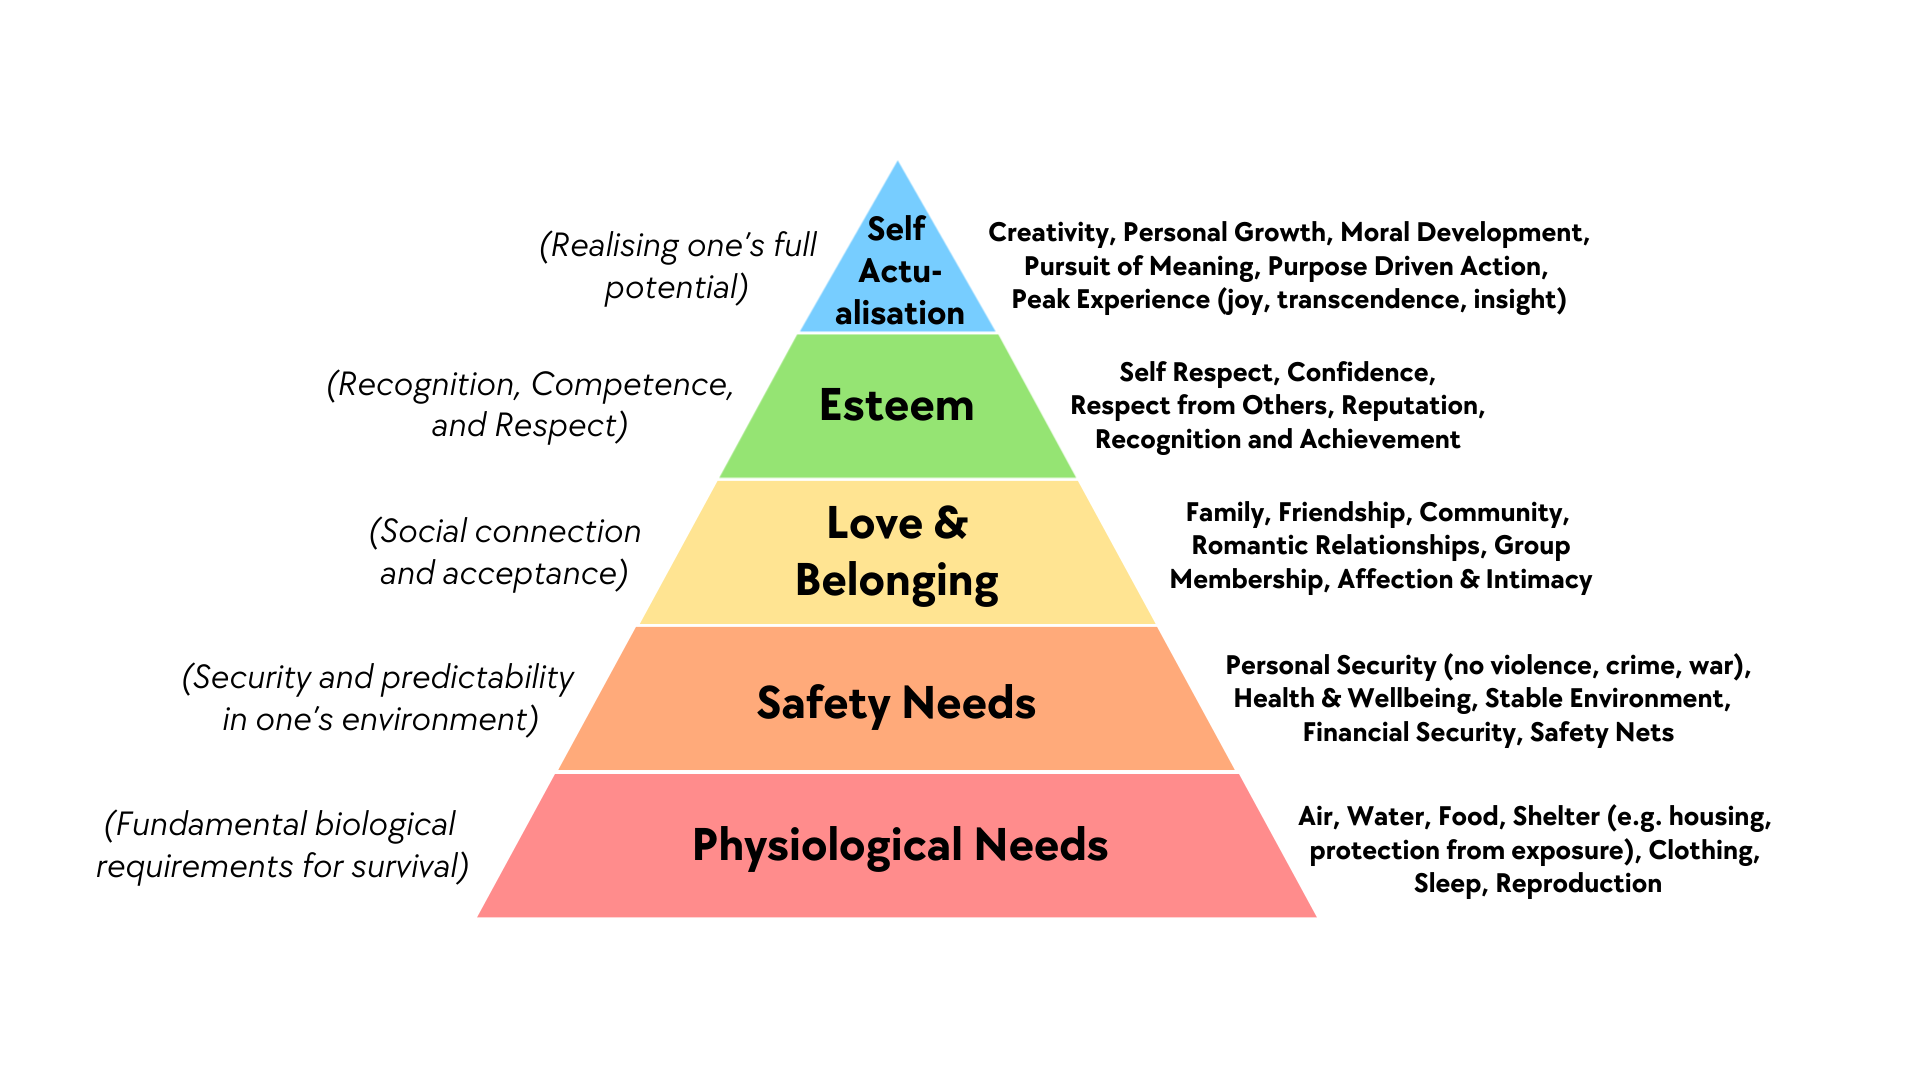 (Realising one's full
potential)
Self
Actu-
alisation
Creativity, Personal Growth, Moral Development,
Pursuit of Meaning, Purpose Driven Action,
Peak Experience (joy, transcendence, insight)
(Recognition, Competence,
and Respect)
Esteem
Self Respect, Confidence,
Respect from Others, Reputation,
Recognition and Achievement
(Social connection
and acceptance)
Love &
Belonging
Family, Friendship, Community,
Romantic Relationships, Group
Membership, Affection & Intimacy
(Security and predictability
in one's environment)
Safety Needs
Personal Security (no violence, crime, war),
Health & Wellbeing, Stable Environment,
Financial Security, Safety Nets
(Fundamental biological
requirements for survival)
Physiological Needs
Air, Water, Food, Shelter (e.g. housing,
protection from exposure), Clothing,
Sleep, Reproduction